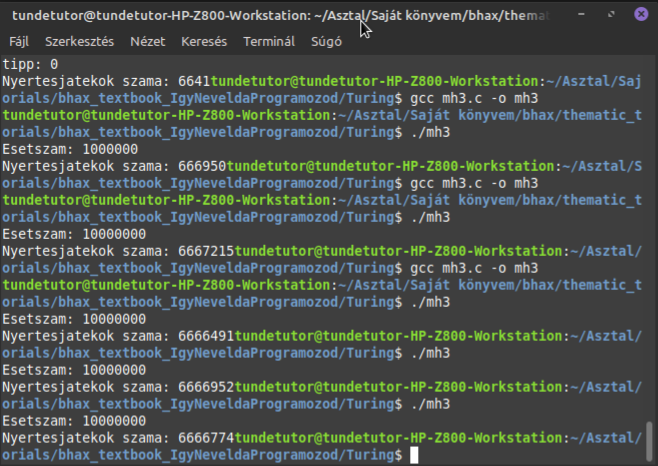 tundetutor@tundetutor-HP-Z800-Workstation: ~/Asztal/Saját könyvem/bhax/themat
Fájl Szerkesztés Nézet Keresés Terminál Súgó
tipp: 0
Nyertesjatekok szama: 6641tundetutor@tundetutor-HP-Z800-Workstation:~/Asztal/Saj
orials/bhax_textbook_IgyNeveldaProgramozod/Turing$ gcc mh3.c -o mh3
tundetutor@tundetutor-HP-Z800-Workstation:~/Asztal/Saját könyvem/bhax/thematic_t
orials/bhax_textbook_IgyNeveldaProgramozod/Turing$ ./mh3
Esetszam: 1000000
Nyertesjatekok szama: 666950tundetutor@tundetutor-HP-Z800-Workstation:~/Asztal/S
orials/bhax_textbook_IgyNeveldaProgramozod/Turing$ gcc mh3.c -o mh3
tundetutor@tundetutor-HP-Z800-Workstation:~/Asztal/Saját könyvem/bhax/thematic_t
orials/bhax_textbook_IgyNeveldaProgramozod/Turing$ ./mh3
Esetszam: 10000000
Nyertesjatekok szama: 6667215tundetutor@tundetutor-HP-Z800-Workstation:~/Asztal/
orials/bhax_textbook_IgyNeveldaProgramozod/Turing$ gcc mh3.c -o mh3
tundetutor@tundetutor-HP-Z800-Workstation:~/Asztal/Saját könyvem/bhax/thematic_t
orials/bhax_textbook_IgyNeveldaProgramozod/Turing$ ./mh3
Esetszam: 10000000
Nyertesjatekok szama: 6666491tundetutor@tundetutor-HP-Z800-Workstation:~/Asztal/
orials/bhax_textbook_IgyNeveldaProgramozod/Turing$ ./mh3
Esetszam: 10000000
Nyertesjatekok szama: 6666952tundetutor@tundetutor-HP-Z800-Workstation:~/Asztal/
orials/bhax_textbook_IgyNeveldaProgramozod/Turing$ ./mh3
Esetszam: 10000000
Nyertesjatekok szama: 6666774tundetutor@tundetutor-HP-Z800-Workstation:~/Asztal/
orials/bhax_textbook_IgyNeveldaProgramozod/Turing$